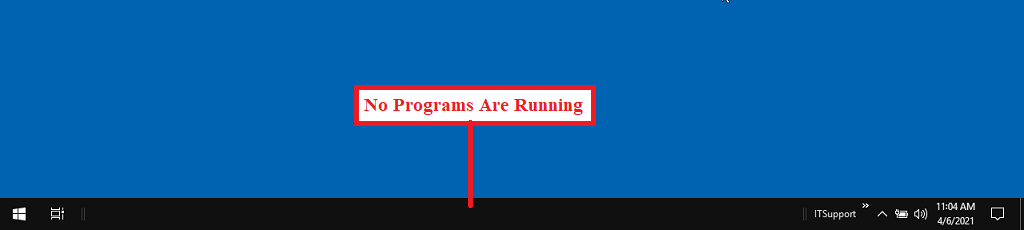 No Programs Are Running
ITSupport
11:04 AM
4/6/2021